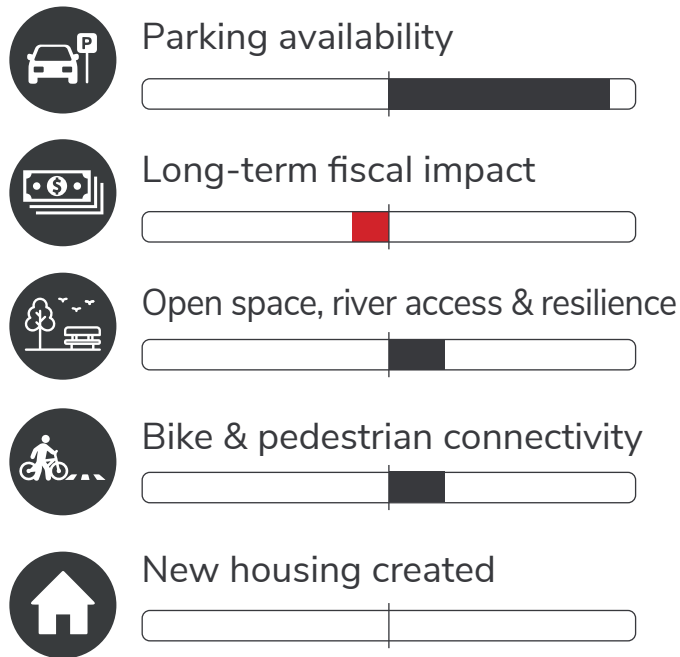 P
Parking availability
$
Long-term fiscal impact
Open space, river access & resilience
Bike & pedestrian connectivity
New housing created